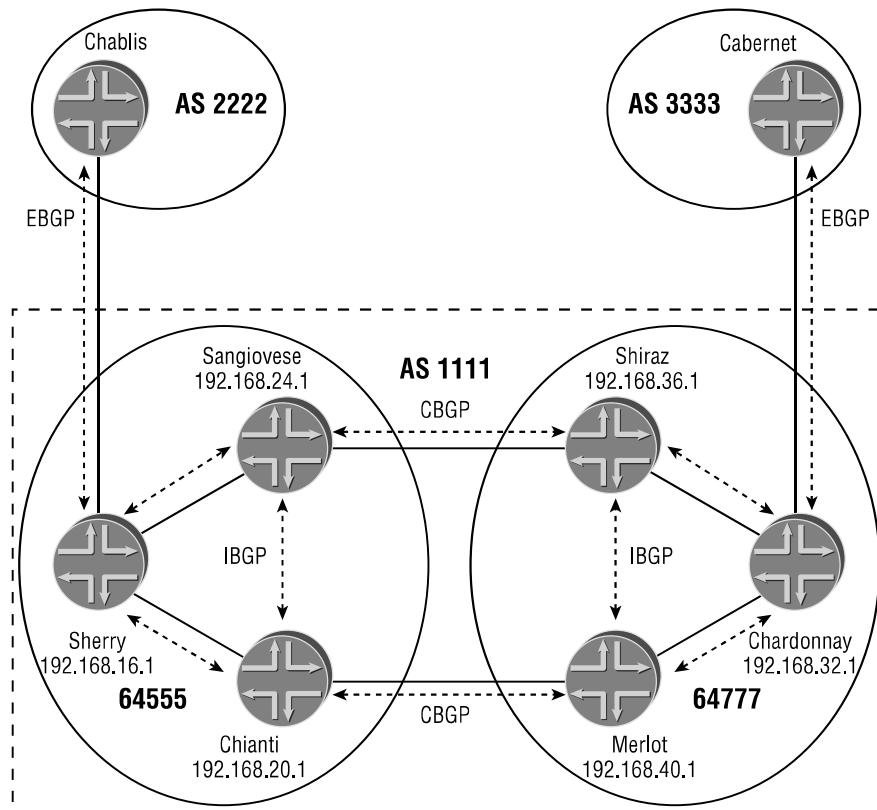 Chablis
AS 2222
Cabernet
AS 3333
EBGP
EBGP
AS 1111
Sangiovese
192.168.24.1
Shiraz
192.168.36.1
CBGP
IBGP
IBGP
Sherry
192.168.16.1
Chardonnay
192.168.32.1
64555
64777
CBGP
Chianti
192.168.20.1
Merlot
192.168.40.1